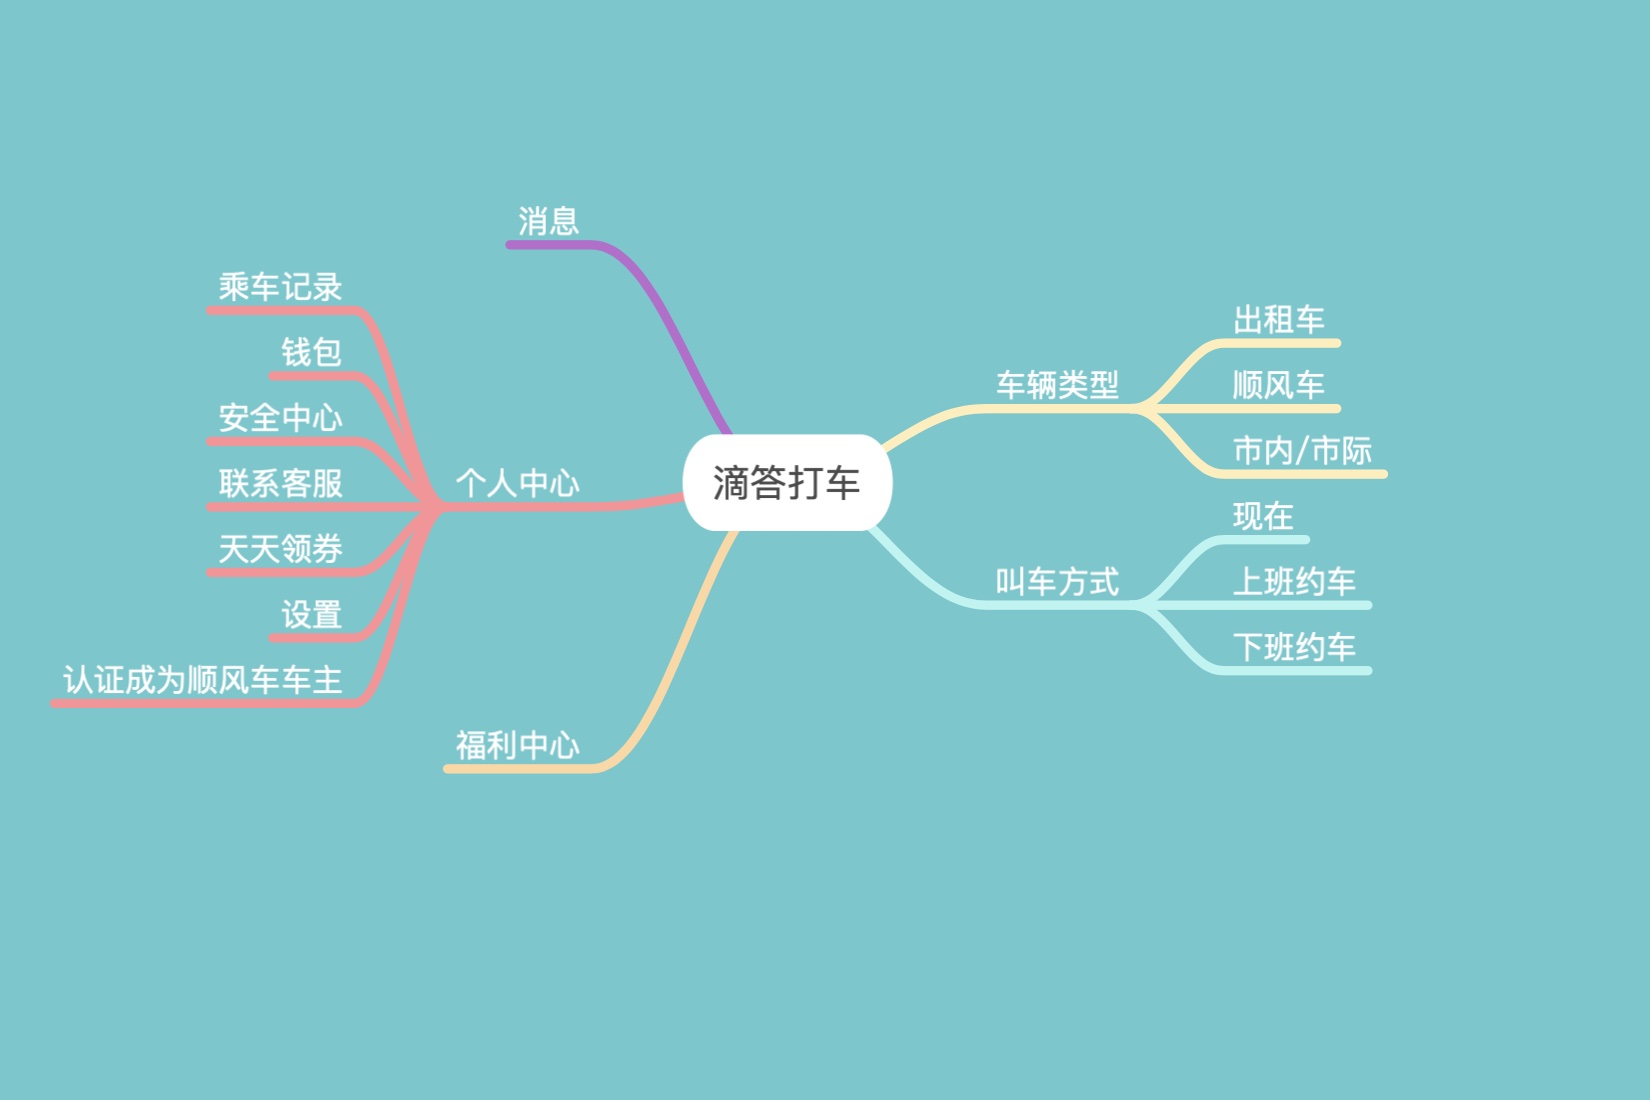 滴答打车
车辆类型
出租车
顺风车
市内/市际
叫车方式
现在
上班约车
下班约车
消息
个人中心
乘车记录
钱包
安全中心
联系客服
天天领券
设置
认证成为顺风车车主
福利中心